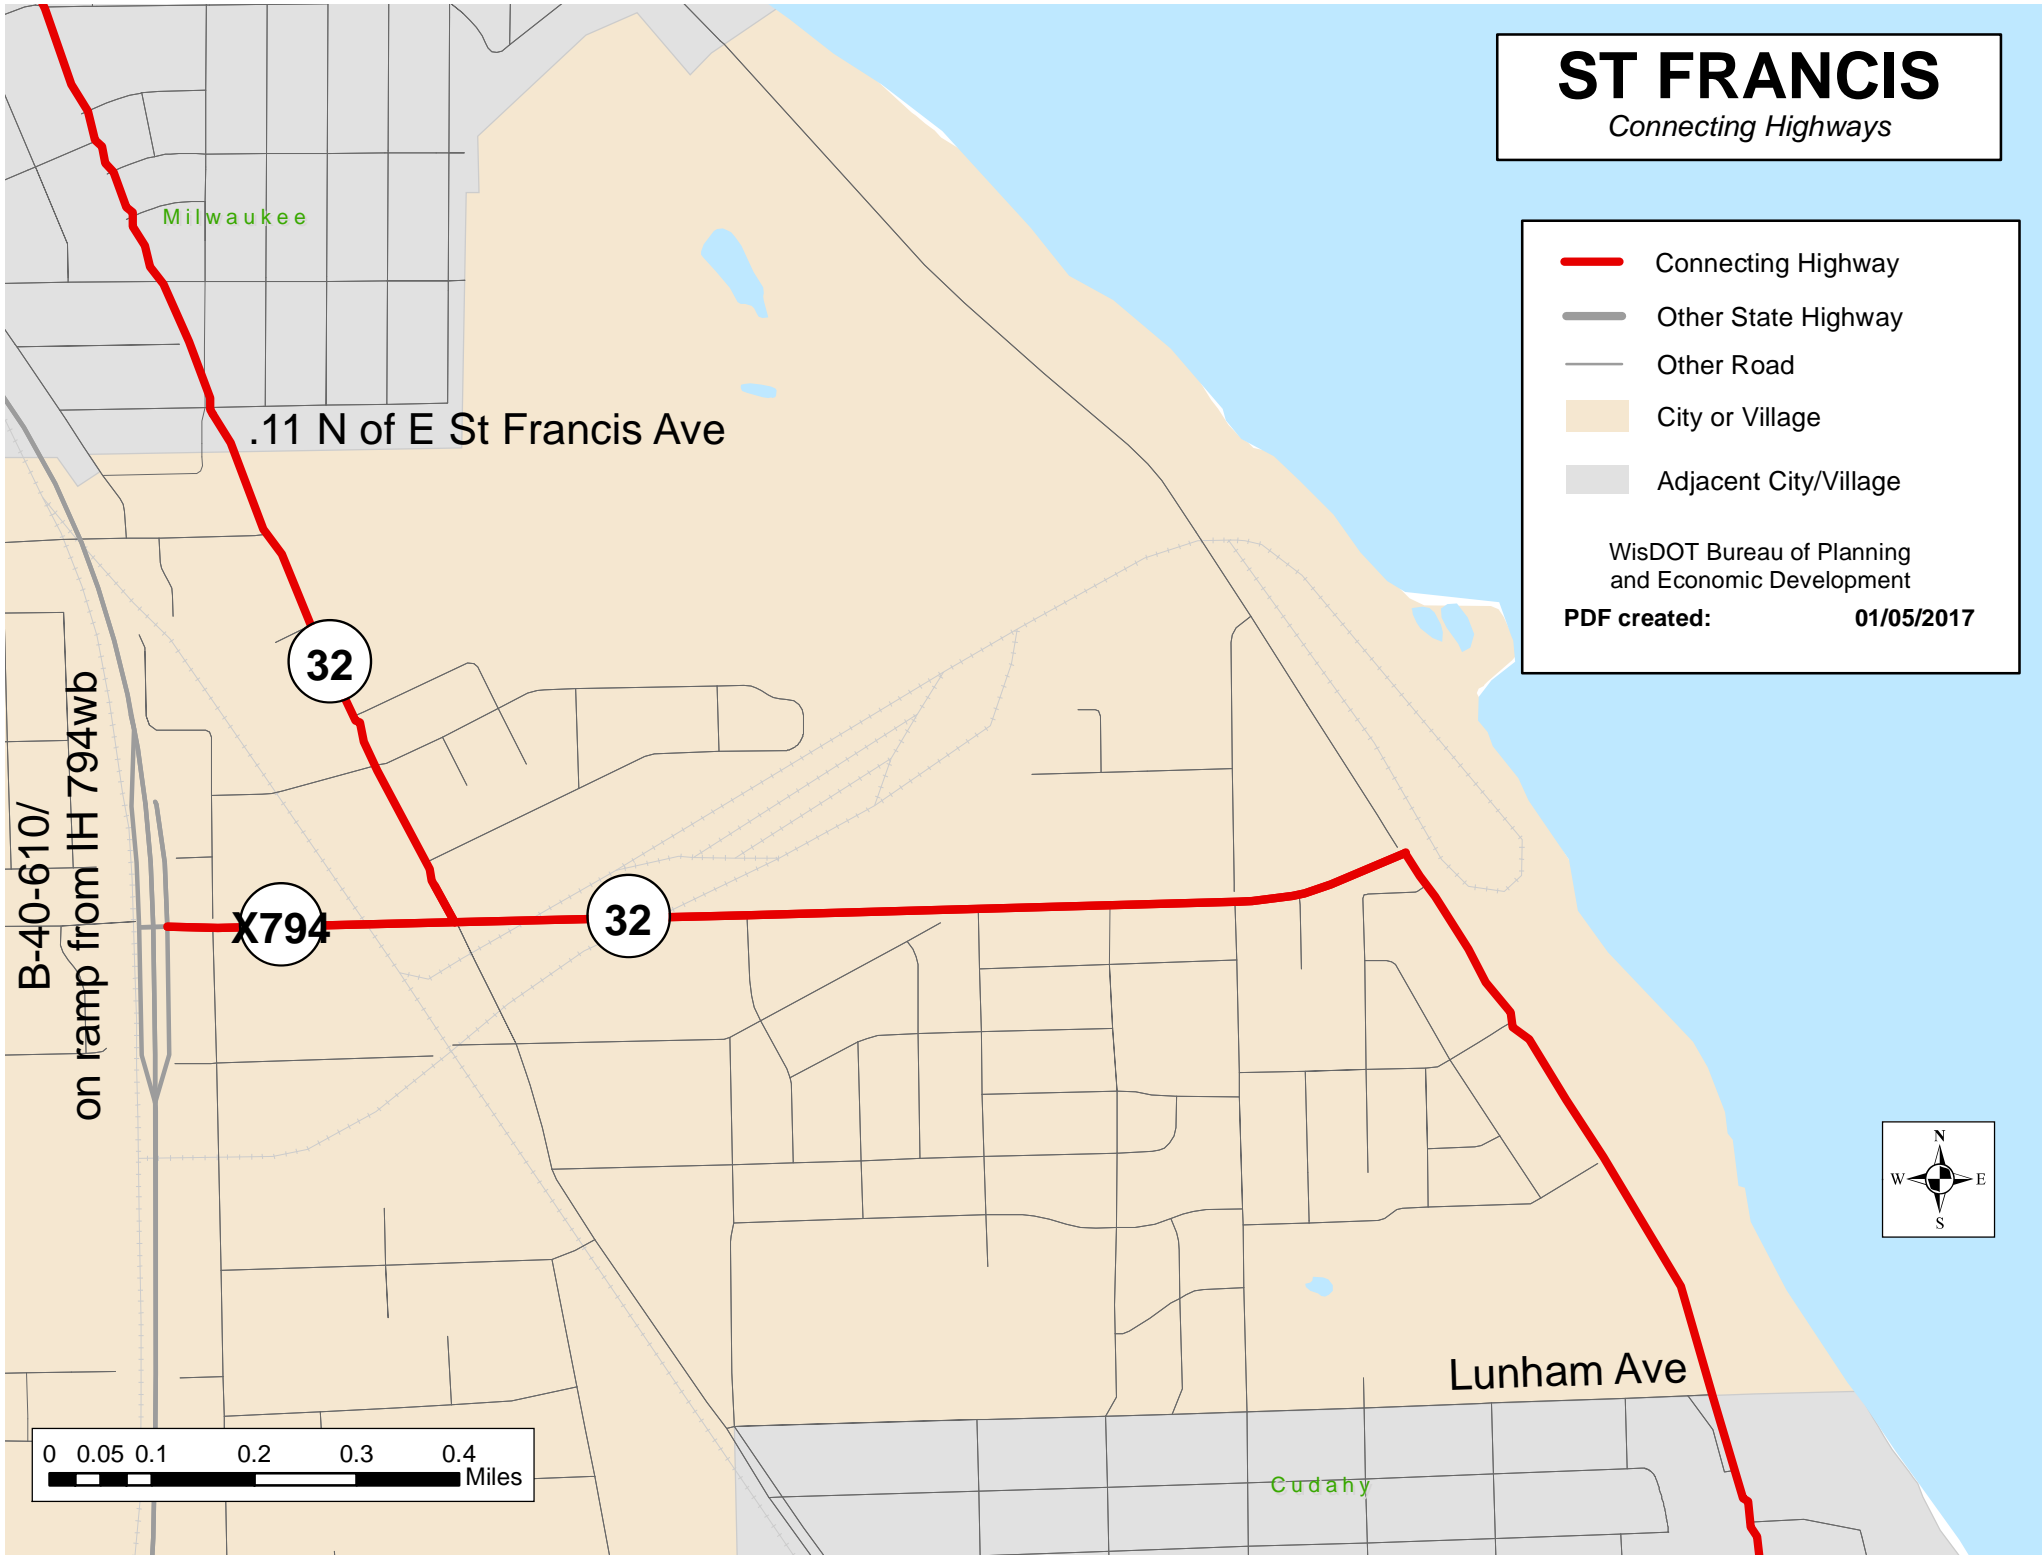 ST FRANCIS
Connecting Highways
Connecting Highway
Other State Highway
Other Road
City or Village
Adjacent City/Village
WisDOT Bureau of Planning
and Economic Development
PDF created: 01/05/2017
Milwaukee
.11 N of E St Francis Ave
32
B-40-610/
on ramp from IH 794wb
X794
32
N
W E
S
Lunham Ave
Cudahy
0 0.05 0.1 0.2 0.3 0.4
Miles